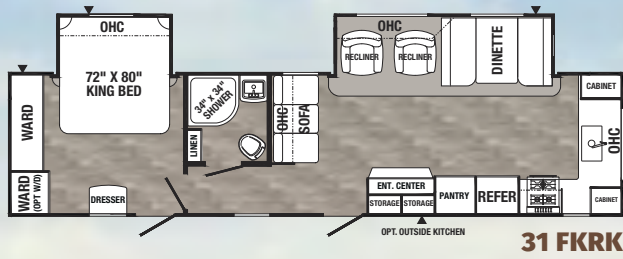 OHC
72" X 80"
KING BED
WARD
WARD
(OPT W/D)
DRESSER
34" X 34"
SHOWER
LINEN
OHC
SOFA
OHC
RECLINER
RECLINER
DINETTE
CABINET
OHC
CABINET
ENT. CENTER
STORAGE
STORAGE
PANTRY
REFER
OPT. OUTSIDE KITCHEN
31 FKRK